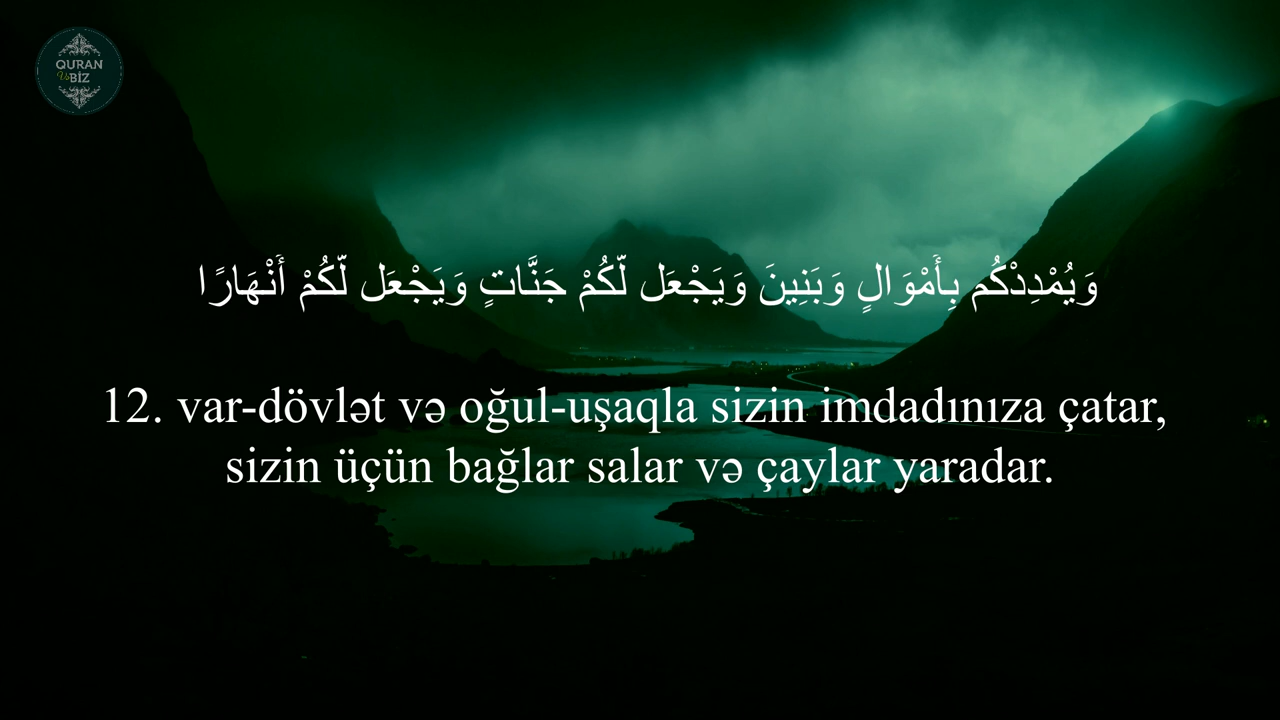 QURAN
Və BİZ
وَيُمْدِدْكُم بِأَمْوَالٍ وَبَنِينَ وَيَجْعَل لَّكُمْ جَنَّاتٍ وَيَجْعَل لَّكُمْ أَنْهَارًا
12. var-dövlət və oğul-uşaqla sizin imdadınıza çatar,
sizin üçün bağlar salar və çaylar yaradar.